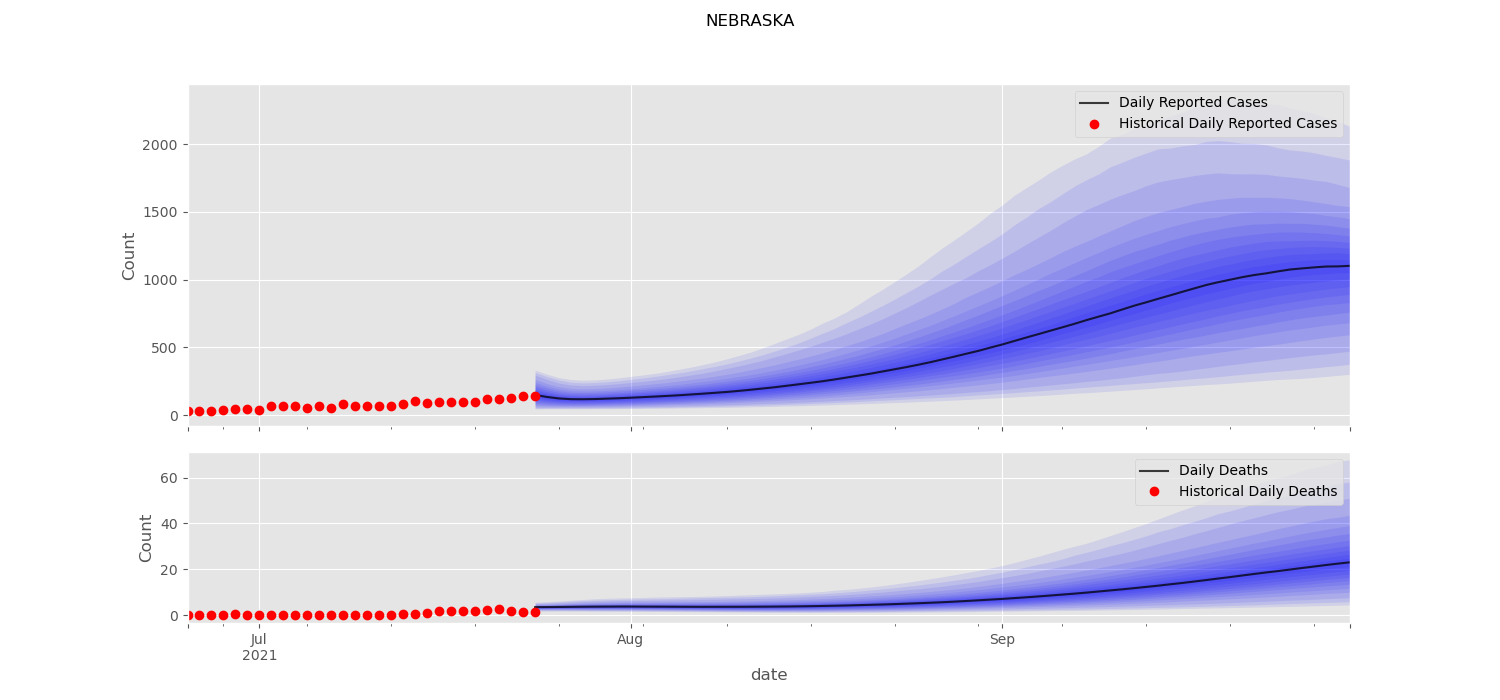 NEBRASKA
Daily Reported Cases
Historical Daily Reported Cases
2000
1500
1000
500
0
Count
Daily Deaths
Historical Daily Deaths
60
40
20
0
Count
Jul
2021
Aug
Sep
date